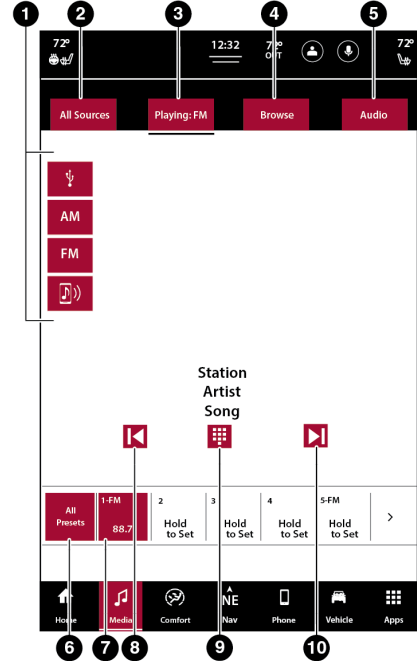 1
2
3
4
5
72°
12:32
72°
OUT
72°
All Sources
Playing: FM
Browse
Audio
AM
FM
Station
Artist
Song
All
Presets
1-FM
88.7
2
Hold
to Set
3
Hold
to Set
4
Hold
to Set
5-FM
Hold
to Set
>
Home
Media
Comfort
NE
Nav
Phone
Vehicle
Apps
6
7
8
9
10